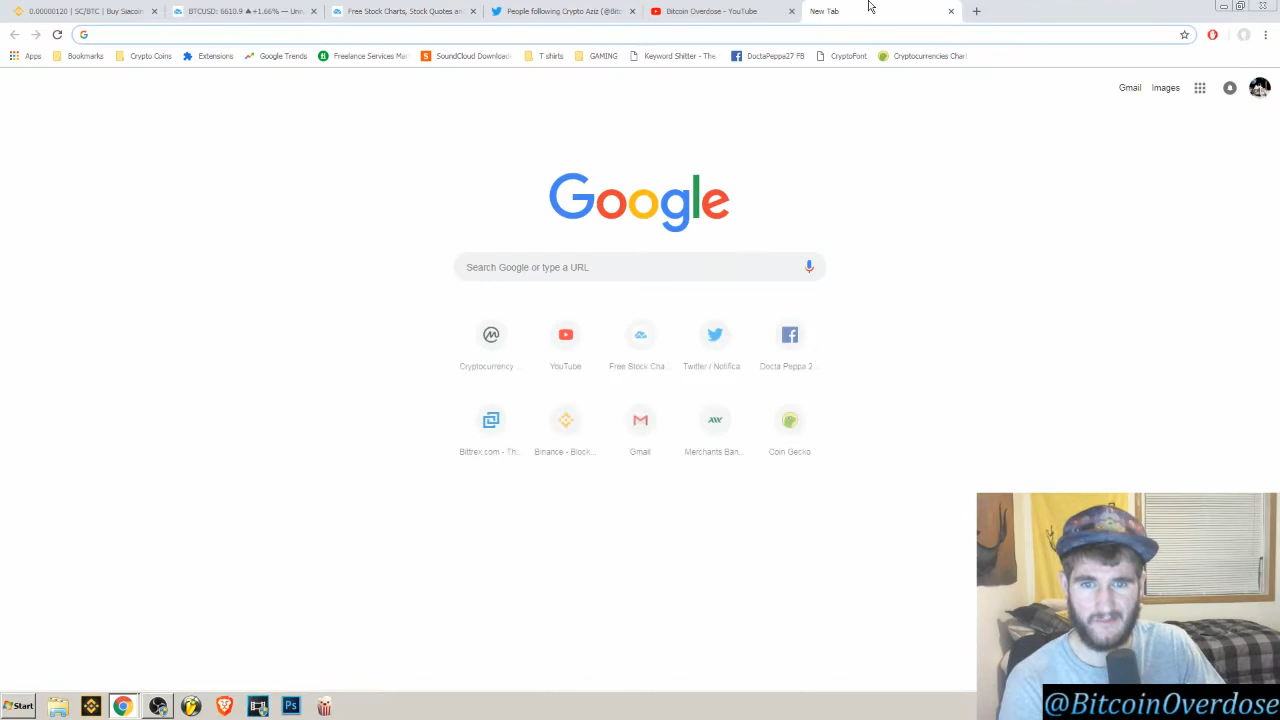 0.00000120 | SC/BTC | Buy Siacoin
BTCUSD: 6610.9 ▲+1.66% — Uni
Free Stock Charts, Stock Quotes and
People following Crypto Aziz (@Bit
Bitcoin Overdose - YouTube
New Tab
Apps
Bookmarks
Crypto Coins
Extensions
Google Trends
Freelance Services Mar
SoundCloud Download
T shirts
GAMING
Keyword Shitter - The
DoctaPeppa27 FB
CryptoFont
Cryptocurrencies Chart
Gmail
Images
Google
Search Google or type a URL
Cryptocurrency ...
YouTube
Free Stock Cha...
Twitter / Notifica
Docta Peppa 2...
Bittrex.com - Th...
Binance - Block...
Gmail
Merchants Ban...
Coin Gecko
Start
Ps
@BitcoinOverdose